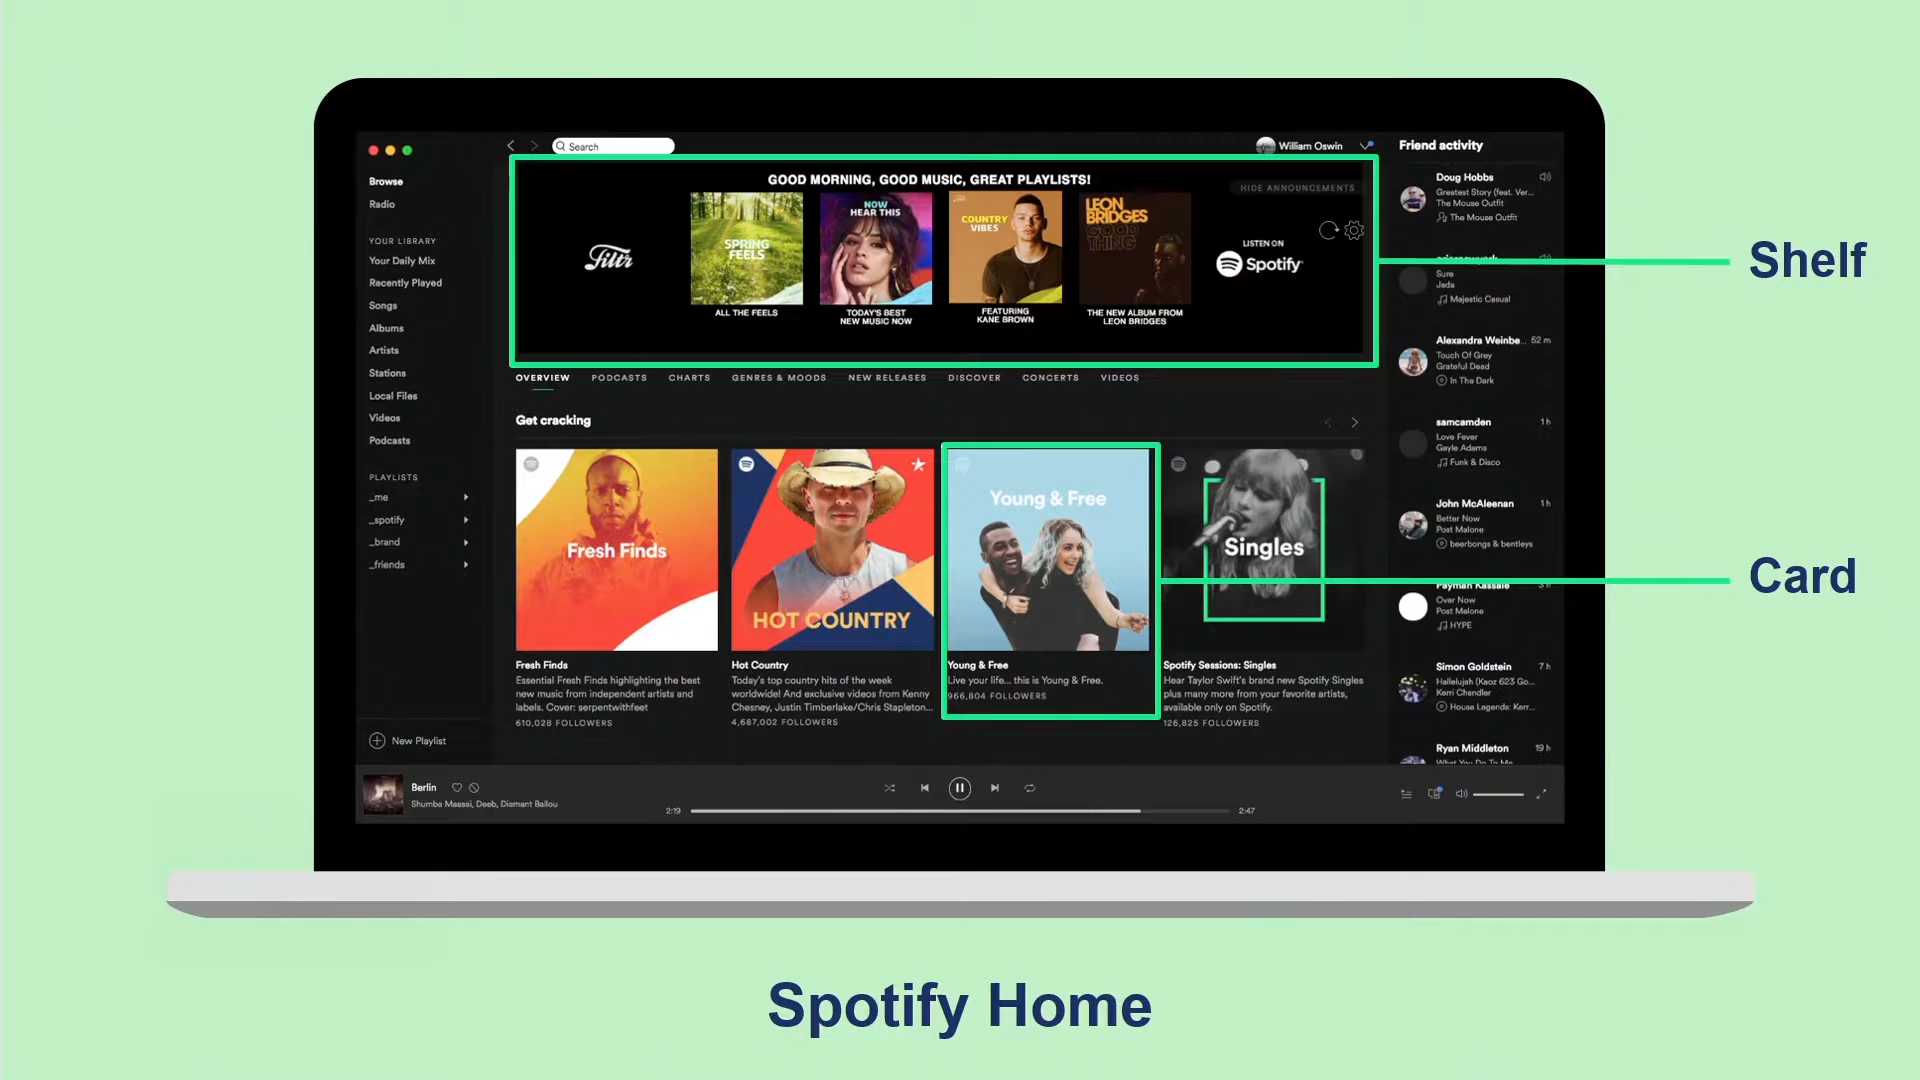 Search
William Oswin
Friend activity
Browse
Radio
YOUR LIBRARY
Your Daily Mix
Recently Played
Songs
Albums
Artists
Stations
Local Files
Videos
Podcasts
PLAYLISTS
_me
_spotify
_brand
_friends
New Playlist
GOOD MORNING, GOOD MUSIC, GREAT PLAYLISTS!
HIDE ANNOUNCEMENTS
Filtr
SPRING
FEELS
ALL THE FEELS
NOW
HEAR THIS
TODAY'S BEST
NEW MUSIC NOW
COUNTRY
VIBES
FEATURING
KANE BROWN
LEON
BRIDGES
GOOD
THING
THE NEW ALBUM FROM
LEON BRIDGES
LISTEN ON
Spotify
OVERVIEW PODCASTS CHARTS GENRES & MOODS NEW RELEASES DISCOVER CONCERTS VIDEOS
Get cracking
Fresh Finds
Fresh Finds
Essential Fresh Finds highlighting the best
new music from independent artists and
labels. Cover: serpentwithfeet
610,028 FOLLOWERS
HOT COUNTRY
Hot Country
Today's top country hits of the week
worldwide! And exclusive videos from Kenny
Chesney, Justin Timberlake/Chris Stapleton...
4,687,002 FOLLOWERS
Young & Free
Young & Free
Live your life... this is Young & Free.
966,804 FOLLOWERS
Singles
Spotify Sessions: Singles
Hear Taylor Swift's brand new Spotify Singles
plus many more from your favorite artists,
available only on Spotify.
126,825 FOLLOWERS
Doug Hobbs
Greatest Story (feat. Ver...
The Mouse Outfit
The Mouse Outfit
Sure
Jada
Majestic Casual
Alexandra Weinbe... 52 m
Touch Of Grey
Grateful Dead
In The Dark
samcamden 1 h
Love Fever
Gayle Adams
Funk & Disco
John McAleenan 1 h
Better Now
Post Malone
beerbongs & bentleys
Over Now
Post Malone
HYPE
Simon Goldstein 7 h
Hallelujah (Kaoz 623 Go...
Kerri Chandler
House Legends: Kerr...
Ryan Middleton 19 h
What You Do To Me
Berlin
Shumba Maasai, Deeb, Dismant Ballou
2:19
2:47
Shelf
Card
Spotify Home